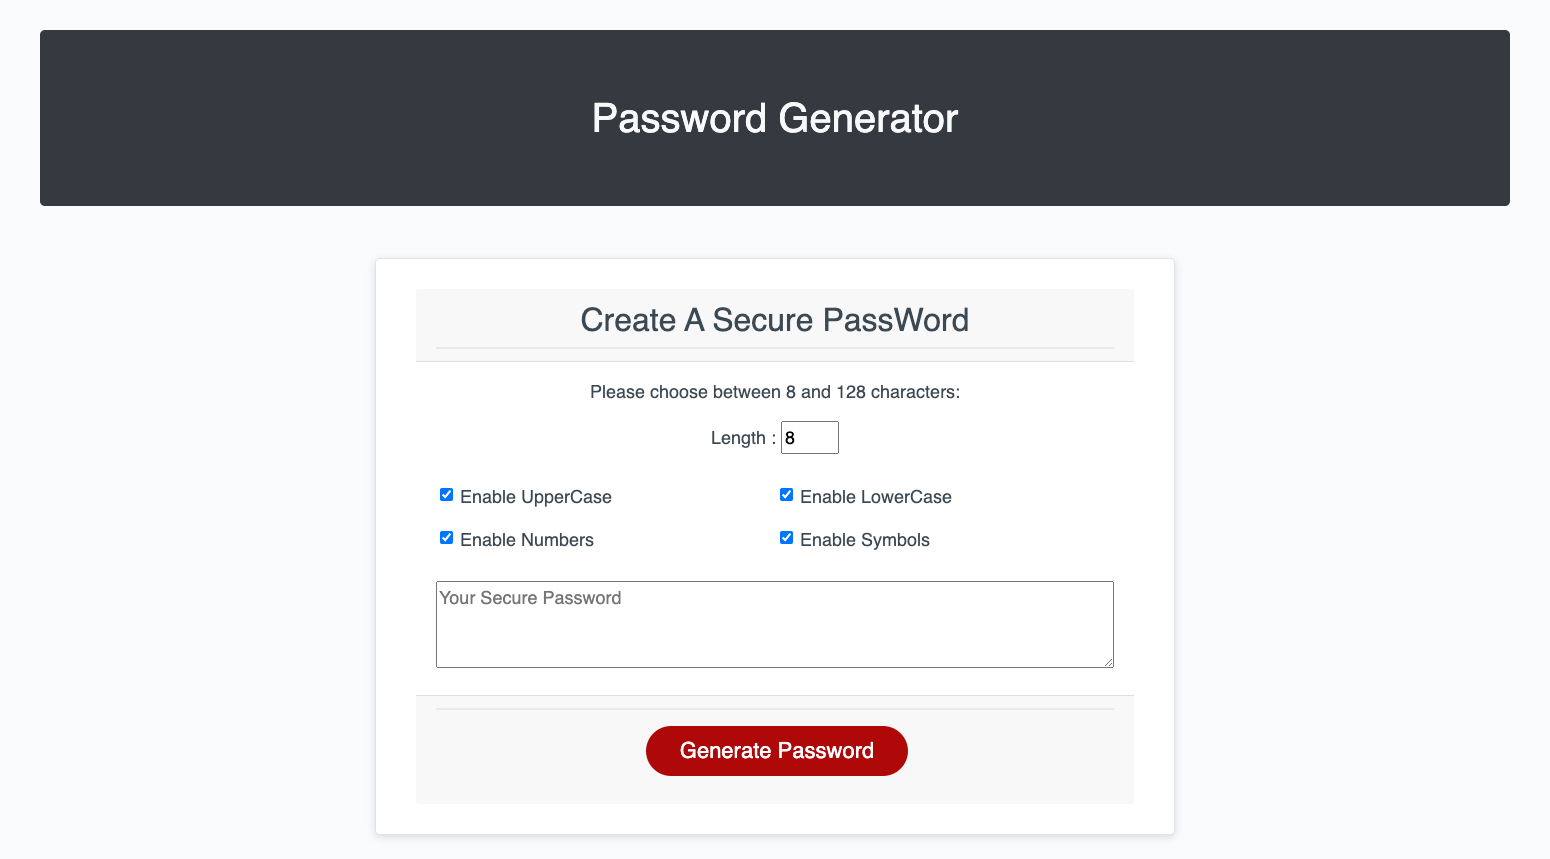 Password Generator
Create A Secure PassWord
Please choose between 8 and 128 characters:
Length : 8
Enable UpperCase Enable LowerCase
Enable Numbers Enable Symbols
Your Secure Password
Generate Password